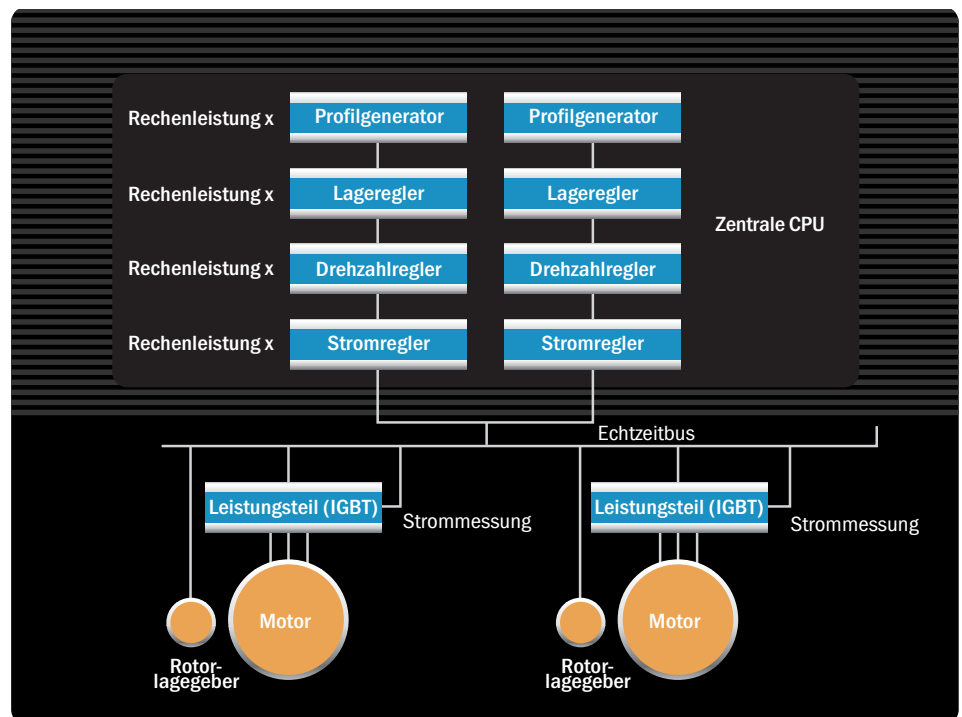 Rechenleistung x Profilgenerator Profilgenerator
Rechenleistung x Lageregler Lageregler
Zentrale CPU
Rechenleistung x Drehzahlregler Drehzahlregler
Rechenleistung x Stromregler Stromregler
Echtzeitbus
Leistungsteil (IGBT) Leistungsteil (IGBT)
Strommessung Strommessung
Motor Motor
Rotor- Rotor-
lagegeber lagegeber